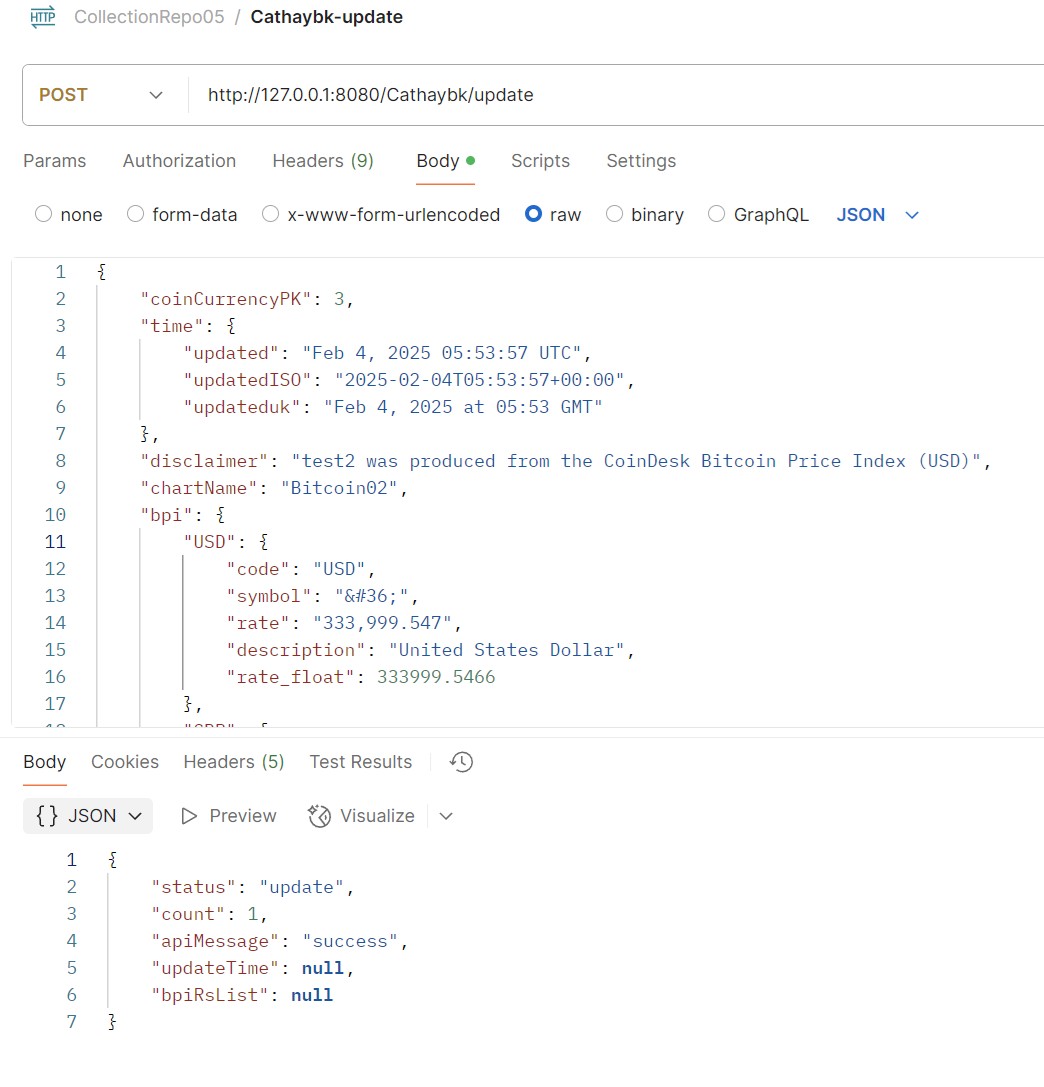 HTTP CollectionRepo05 / Cathaybk-update
POST http://127.0.0.1:8080/Cathaybk/update
Params Authorization Headers (9) Body Scripts Settings
none form-data x-www-form-urlencoded raw binary GraphQL JSON
1 {
2 "coinCurrencyPK": 3,
3 "time": {
4 "updated": "Feb 4, 2025 05:53:57 UTC",
5 "updatedISO": "2025-02-04T05:53:57+00:00",
6 "updateduk": "Feb 4, 2025 at 05:53 GMT"
7 },
8 "disclaimer": "test2 was produced from the CoinDesk Bitcoin Price Index (USD)",
9 "chartName": "Bitcoin02",
10 "bpi": {
11 "USD": {
12 "code": "USD",
13 "symbol": "&#36;",
14 "rate": "333,999.547",
15 "description": "United States Dollar",
16 "rate_float": 333999.5466
17 },
Body Cookies Headers (5) Test Results
{} JSON Preview Visualize
1 {
2 "status": "update",
3 "count": 1,
4 "apiMessage": "success",
5 "updateTime": null,
6 "bpiRsList": null
7 }